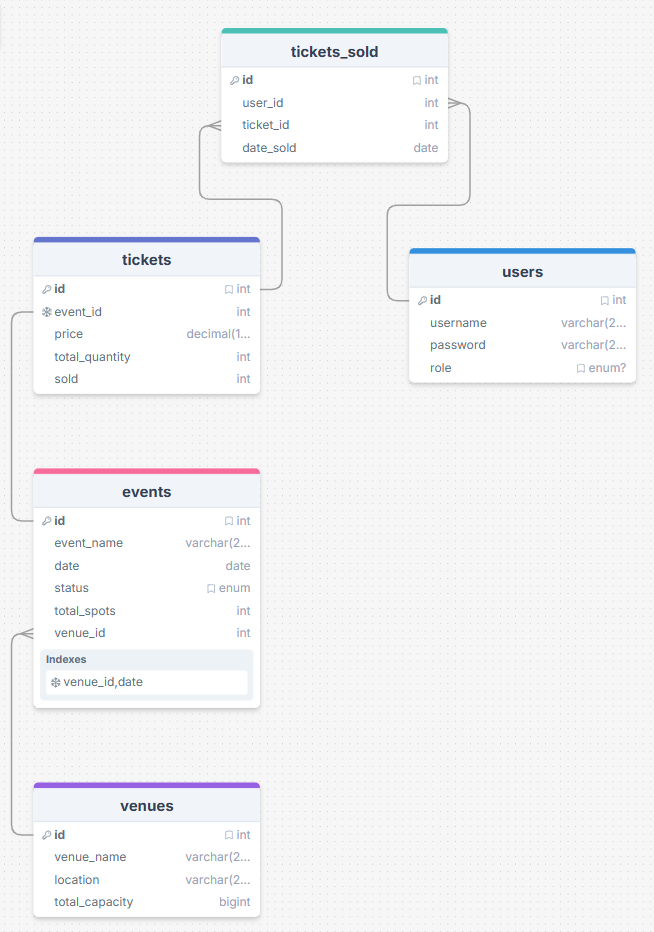 tickets_sold
id int
user_id int
ticket_id int
date_sold date
tickets
id int
event_id int
price decimal(1...
total_quantity int
sold int
users
id int
username varchar(2...
password varchar(2...
role enum?
events
id int
event_name varchar(2...
date date
status enum
total_spots int
venue_id int
Indexes
venue_id,date
venues
id int
venue_name varchar(2...
location varchar(2...
total_capacity bigint